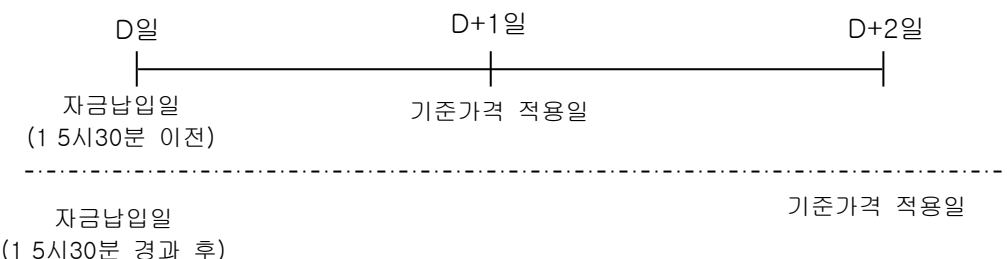 D일 D+1일 D+2일
자금납입일 기준가격 적용일
(1 5시30분 이전)
자금납입일 기준가격 적용일
(1 5시30분 경과 후)